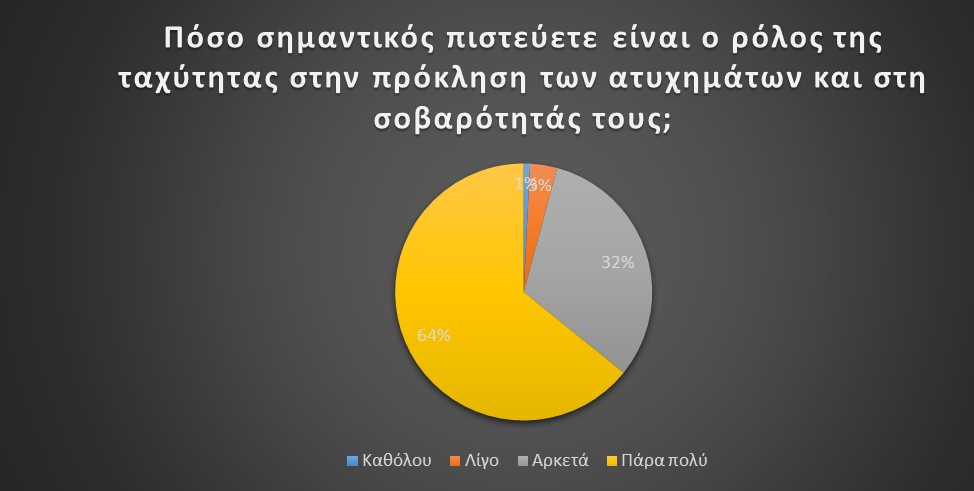 Πόσο σημαντικός πιστεύετε είναι ο ρόλος της
ταχύτητας στην πρόκληση των ατυχημάτων και στη
σοβαρότητάς τους;
1%
3%
32%
64%
Καθόλου Λίγο Αρκετά Πάρα πολύ